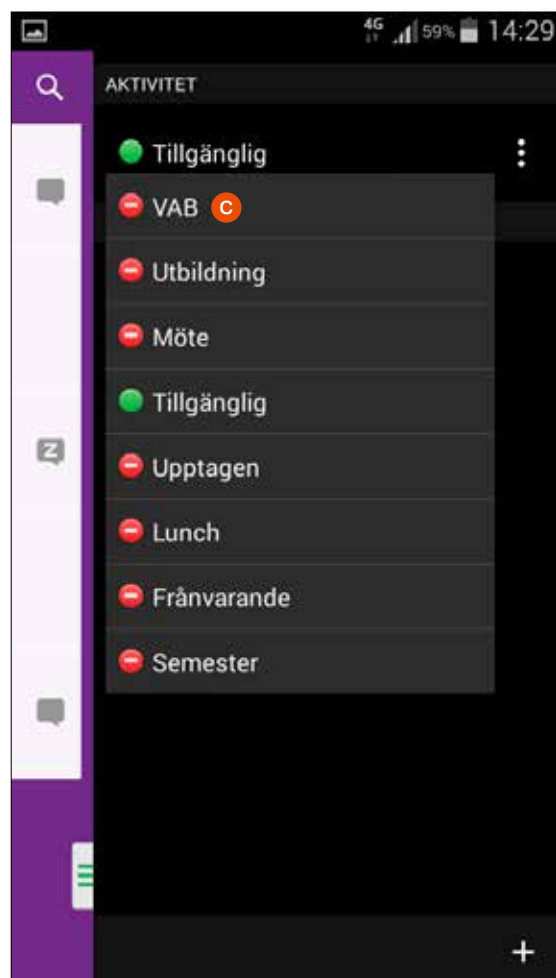 4G 59% 14:29
AKTIVITET
Tillgänglig
VAB C
Utbildning
Möte
Tillgänglig
Z
Upptagen
Lunch
Frånvarande
Semester
+